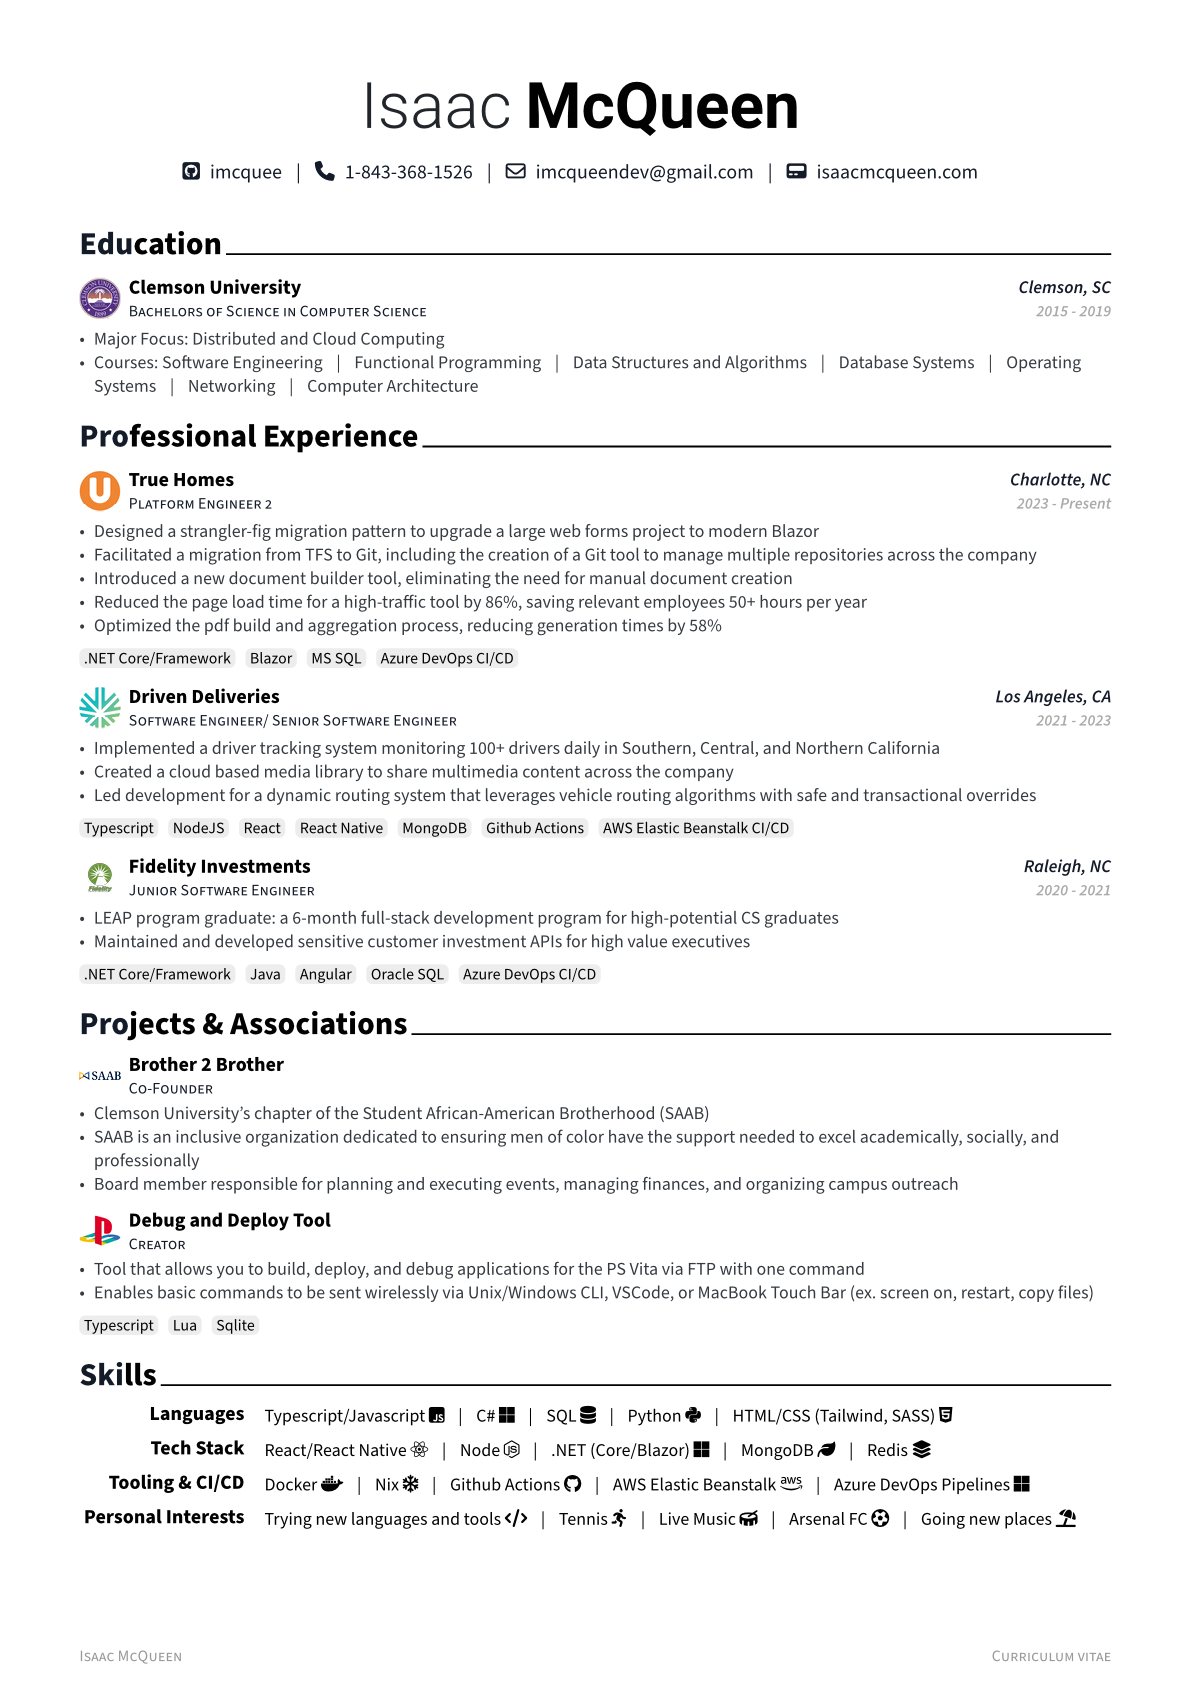 Isaac McQueen
imcquee | 1-843-368-1526 | imcqueendev@gmail.com | isaacmcqueen.com
Education
Clemson University Clemson, SC
Bachelors of Science in Computer Science 2015 - 2019
• Major Focus: Distributed and Cloud Computing
• Courses: Software Engineering | Functional Programming | Data Structures and Algorithms | Database Systems | Operating
Systems | Networking | Computer Architecture
Professional Experience
True Homes Charlotte, NC
Platform Engineer 2 2023 - Present
• Designed a strangler-fig migration pattern to upgrade a large web forms project to modern Blazor
• Facilitated a migration from TFS to Git, including the creation of a Git tool to manage multiple repositories across the company
• Introduced a new document builder tool, eliminating the need for manual document creation
• Reduced the page load time for a high-traffic tool by 86%, saving relevant employees 50+ hours per year
• Optimized the pdf build and aggregation process, reducing generation times by 58%
.NET Core/Framework Blazor MS SQL Azure DevOps CI/CD
Driven Deliveries Los Angeles, CA
Software Engineer/ Senior Software Engineer 2021 - 2023
• Implemented a driver tracking system monitoring 100+ drivers daily in Southern, Central, and Northern California
• Created a cloud based media library to share multimedia content across the company
• Led development for a dynamic routing system that leverages vehicle routing algorithms with safe and transactional overrides
Typescript NodeJS React React Native MongoDB Github Actions AWS Elastic Beanstalk CI/CD
Fidelity Investments Raleigh, NC
Junior Software Engineer 2020 - 2021
• LEAP program graduate: a 6-month full-stack development program for high-potential CS graduates
• Maintained and developed sensitive customer investment APIs for high value executives
.NET Core/Framework Java Angular Oracle SQL Azure DevOps CI/CD
Projects & Associations
SAAB Brother 2 Brother
Co-Founder
• Clemson University's chapter of the Student African-American Brotherhood (SAAB)
• SAAB is an inclusive organization dedicated to ensuring men of color have the support needed to excel academically, socially, and
professionally
• Board member responsible for planning and executing events, managing finances, and organizing campus outreach
Debug and Deploy Tool
Creator
• Tool that allows you to build, deploy, and debug applications for the PS Vita via FTP with one command
• Enables basic commands to be sent wirelessly via Unix/Windows CLI, VSCode, or MacBook Touch Bar (ex. screen on, restart, copy files)
Typescript Lua Sqlite
Skills
Languages Typescript/Javascript | C# | SQL | Python | HTML/CSS (Tailwind, SASS)
Tech Stack React/React Native | Node | .NET (Core/Blazor) | MongoDB | Redis
Tooling & CI/CD Docker | Nix | Github Actions | AWS Elastic Beanstalk aws | Azure DevOps Pipelines
Personal Interests Trying new languages and tools | Tennis | Live Music | Arsenal FC | Going new places
Isaac McQueen Curriculum vitae